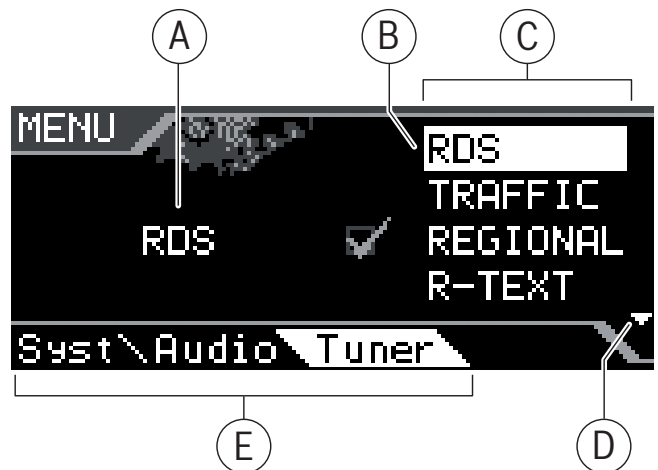 A B C
MENU
RDS
TRAFFIC
RDS REGIONAL
R-TEXT
Syst\Audio Tuner
E D